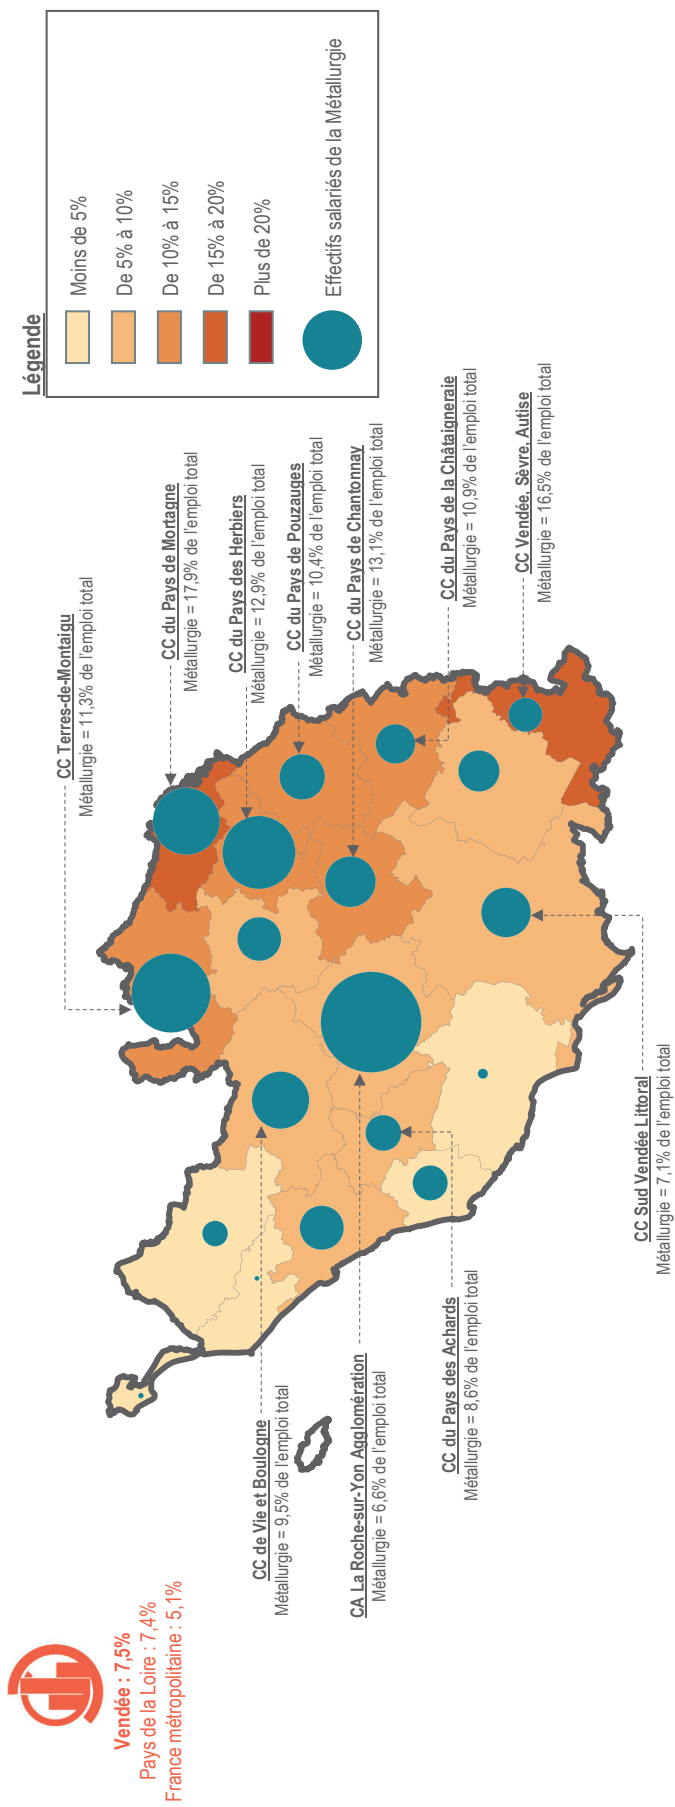 Vendée : 7,5%
Pays de la Loire : 7,4%
France métropolitaine : 5,1%
CC Terres-de-Montaigu
Métallurgie = 11,3% de l'emploi total
CC du Pays de Mortagne
Métallurgie = 17,9% de l'emploi total
CC du Pays des Herbiers
Métallurgie = 12,9% de l'emploi total
CC du Pays de Pouzauges
Métallurgie = 10,4% de l'emploi total
CC du Pays de Chantonnay
Métallurgie = 13,1% de l'emploi total
CC du Pays de la Châtaigneraie
Métallurgie = 10,9% de l'emploi total
CC Vendée, Sèvre, Autise
Métallurgie = 16,5% de l'emploi total
CC de Vie et Boulogne
Métallurgie = 9,5% de l'emploi total
CA La Roche-sur-Yon Agglomération
Métallurgie = 6,6% de l'emploi total
CC du Pays des Achards
Métallurgie = 8,6% de l'emploi total
CC Sud Vendée Littoral
Métallurgie = 7,1% de l'emploi total
Légende
Moins de 5%
De 5% à 10%
De 10% à 15%
De 15% à 20%
Plus de 20%
Effectifs salariés de la Métallurgie